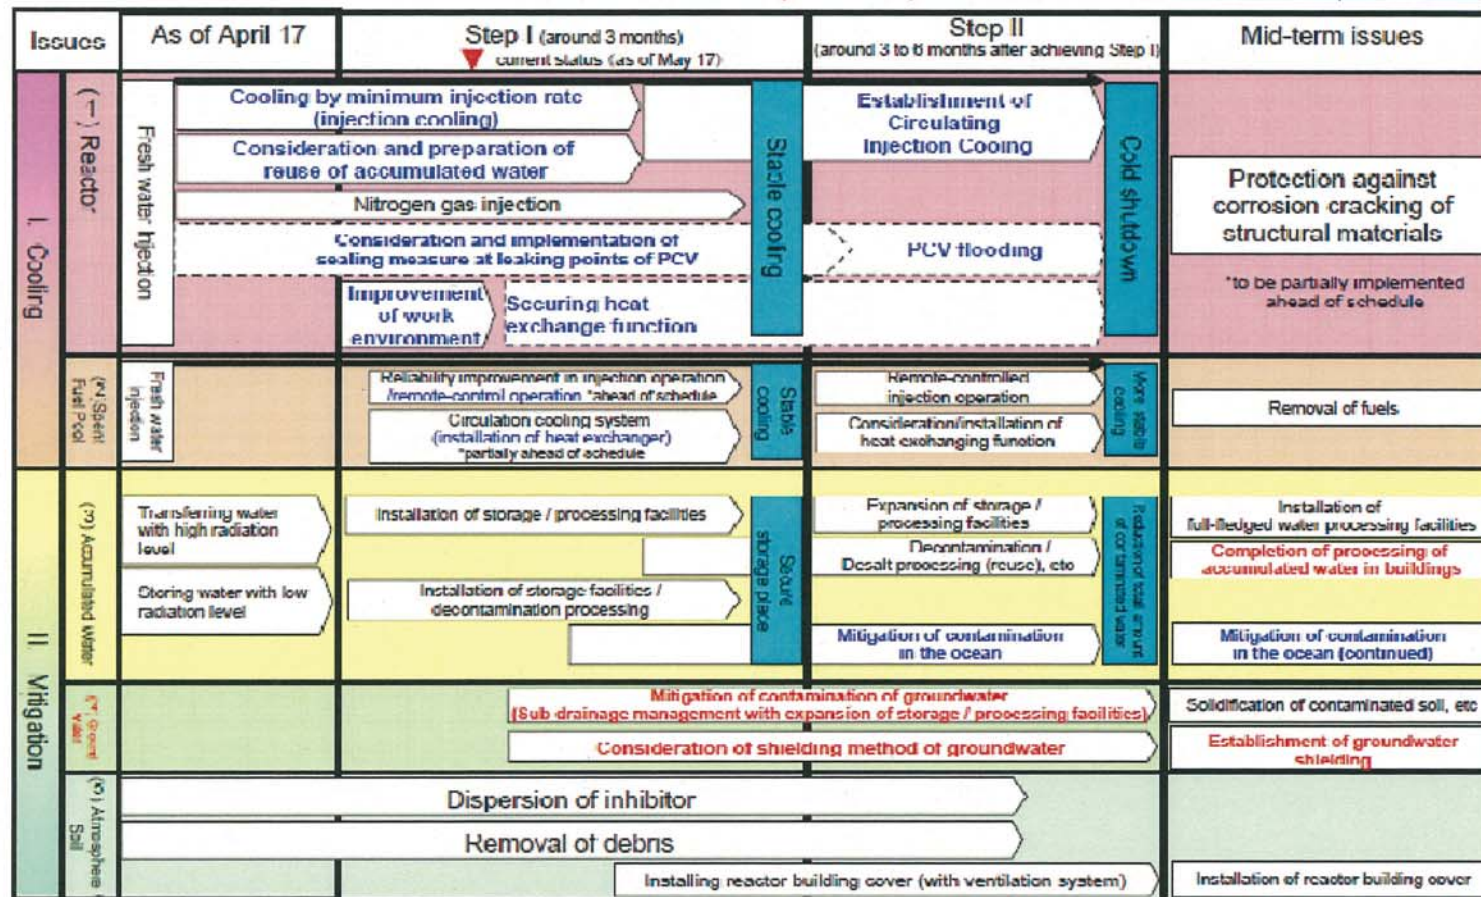 Issues
As of April 17
Step I (around 3 months)
current status (as of May 17)
Step II
(around 3 to 6 months after achieving Step I)
Mid-term issues
I. Cooling
(1) Reactor
Fresh water Injection
Cooling by minimum injection rate
(injection cooling)
Consideration and preparation of
reuse of accumulated water
Nitrogen gas injection
Consideration and implementation of
sealing measure at leaking points of PCV
Improvement
of work
environment
Securing heat
exchange function
Stable cooling
Establishment of
Circulating
Injection Cooing
PCV flooding
Cold shutdown
Protection against
corrosion cracking of
structural materials
*to be partially implemented
ahead of schedule
(2) Spent
Fuel Pool
Fresh water
injection
Reliability improvement in injection operation
/remote-control operation *ahead of schedule
Circulation cooling system
(installation of heat exchanger)
*partially ahead of schedule
Stable
cooling
Remote-controlled
injection operation
Consideration/installation of
heat exchanging function
More stable
cooling
Removal of fuels
II. Mitigation
(3) Accumulated Water
Transferring water
with high radiation
level
Storing water with low
radiation level
Installation of storage / processing facilities
Installation of storage facilities /
decontamination processing
storage place
Expansion of storage /
processing facilities
Decontamination /
Desalt processing (reuse), etc
Mitigation of contamination
in the ocean
Reduction of total amount
of contaminated water
Installation of
full-fledged water processing facilities
Completion of processing of
accumulated water in buildings
Mitigation of contamination
in the ocean (continued)
(4) Ground
water
Mitigation of contamination of groundwater
(Sub-drainage management with expansion of storage / processing facilities)
Consideration of shielding method of groundwater
Solidification of contaminated soil, etc
Establishment of groundwater
shielding
(5) Atmosphere /
Soil
Dispersion of inhibitor
Removal of debris
Installing reactor building cover (with ventilation system)
Installation of reactor building cover